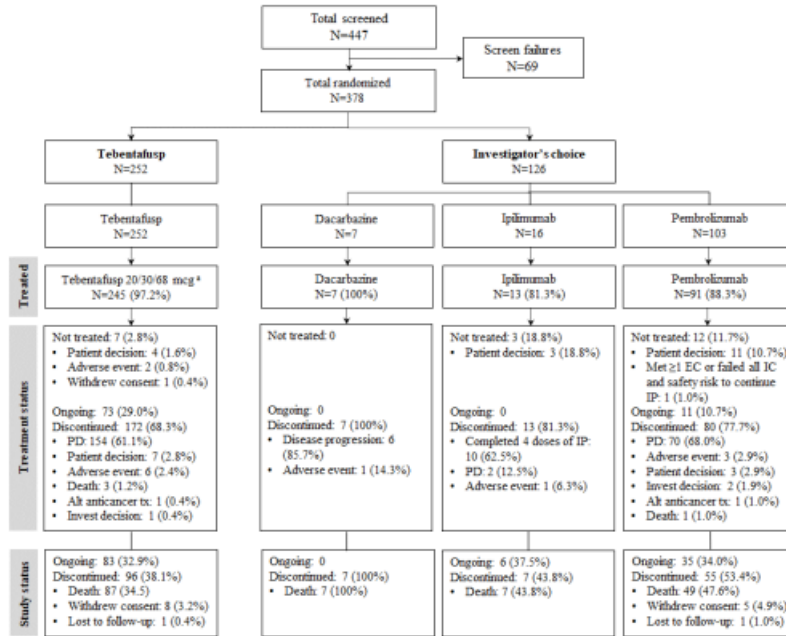 Total screened
N=447
Screen failures
N=69
Total randomized
N=378
Tebentafusp
N=252
Investigator's choice
N=126
Tebentafusp
N=252
Dacarbazine
N=7
Ipilimumab
N=16
Pembrolizumab
N=103
Treated
Tebentafusp 20/30/68 mcg a
N=245 (97.2%)
Dacarbazine
N=7 (100%)
Ipilimumab
N=13 (81.3%)
Pembrolizumab
N=91 (88.3%)
Treatment status
Not treated: 7 (2.8%)
• Patient decision: 4 (1.6%)
• Adverse event: 2 (0.8%)
• Withdrew consent: 1 (0.4%)
Ongoing: 73 (29.0%)
Discontinued: 172 (68.3%)
• PD: 154 (61.1%)
• Patient decision: 7 (2.8%)
• Adverse event: 6 (2.4%)
• Death: 3 (1.2%)
• Alt anticancer tx: 1 (0.4%)
• Invest decision: 1 (0.4%)
Not treated: 0
Ongoing: 0
Discontinued: 7 (100%)
• Disease progression: 6
(85.7%)
• Adverse event: 1 (14.3%)
Not treated: 3 (18.8%)
• Patient decision: 3 (18.8%)
Ongoing: 0
Discontinued: 13 (81.3%)
• Completed 4 doses of IP:
10 (62.5%)
• PD: 2 (12.5%)
• Adverse event: 1 (6.3%)
Not treated: 12 (11.7%)
• Patient decision: 11 (10.7%)
• Met ≥1 EC or failed all IC
and safety risk to continue
IP: 1 (1.0%)
Ongoing: 11 (10.7%)
Discontinued: 80 (77.7%)
• PD: 70 (68.0%)
• Adverse event: 3 (2.9%)
• Patient decision: 3 (2.9%)
• Invest decision: 2 (1.9%)
• Alt anticancer tx: 1 (1.0%)
• Death: 1 (1.0%)
Study status
Ongoing: 83 (32.9%)
Discontinued: 96 (38.1%)
• Death: 87 (34.5)
• Withdrew consent: 8 (3.2%)
• Lost to follow-up: 1 (0.4%)
Ongoing: 0
Discontinued: 7 (100%)
• Death: 7 (100%)
Ongoing: 6 (37.5%)
Discontinued: 7 (43.8%)
• Death: 7 (43.8%)
Ongoing: 35 (34.0%)
Discontinued: 55 (53.4%)
• Death: 49 (47.6%)
• Withdrew consent: 5 (4.9%)
• Lost to follow-up: 1 (1.0%)